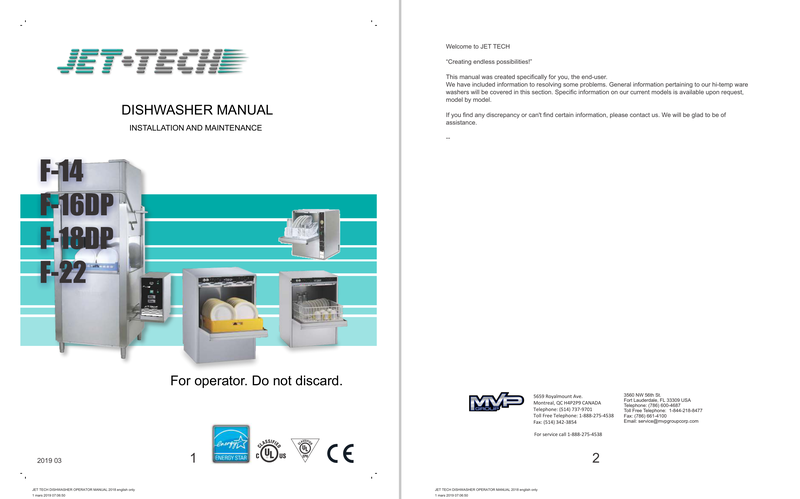 JET-TECH
DISHWASHER MANUAL
INSTALLATION AND MAINTENANCE
F-14
F-16DP
F-18DP
F-22
For operator. Do not discard.
energy
ENERGY STAR
CLASSIFIED
C UL US
UL
CE
2019 03
1
JET TECH DISHWASHER OPERATOR MANUAL 2019 english only
1 mars 2019 07:06:50
Welcome to JET TECH
“Creating endless possibilities!”
This manual was created specifically for you, the end-user.
We have included information to resolving some problems. General information pertaining to our hi-temp ware
washers will be covered in this section. Specific information on our current models is available upon request,
model by model.
If you find any discrepancy or can't find certain information, please contact us. We will be glad to be of
assistance.
--
MVP
GROUP
5659 Royalmount Ave.
Montreal, QC H4P2P9 CANADA
Telephone: (514) 737-9701
Toll Free Telephone: 1-888-275-4538
Fax: (514) 342-3854
For service call 1-888-275-4538
3560 NW 56th St.
Fort Lauderdale, FL 33309 USA
Telephone: (786) 600-4687
Toll Free Telephone: 1-844-218-8477
Fax: (786) 661-4100
Email: service@mvpgroupcorp.com
2
JET TECH DISHWASHER OPERATOR MANUAL 2019 english only
1 mars 2019 07:06:50